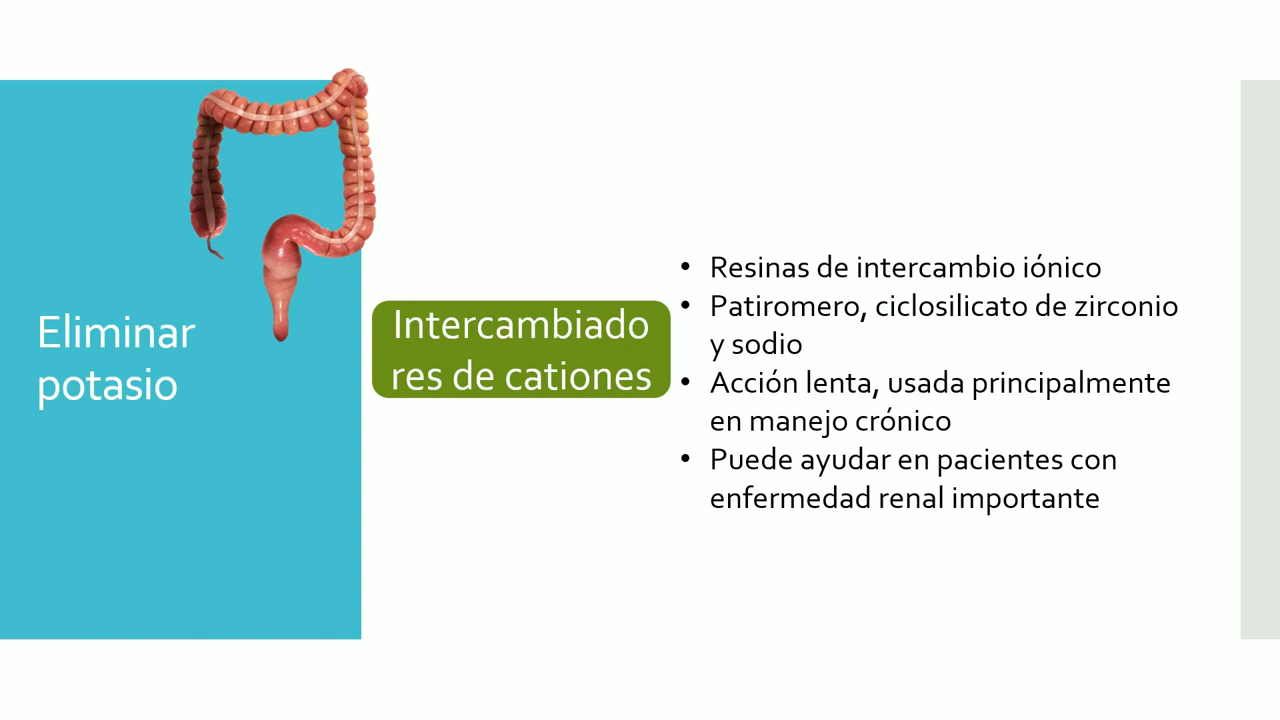 Eliminar
potasio
Intercambiado
res de cationes
• Resinas de intercambio iónico
• Patiromero, ciclosilicato de zirconio
y sodio
• Acción lenta, usada principalmente
en manejo crónico
• Puede ayudar en pacientes con
enfermedad renal importante